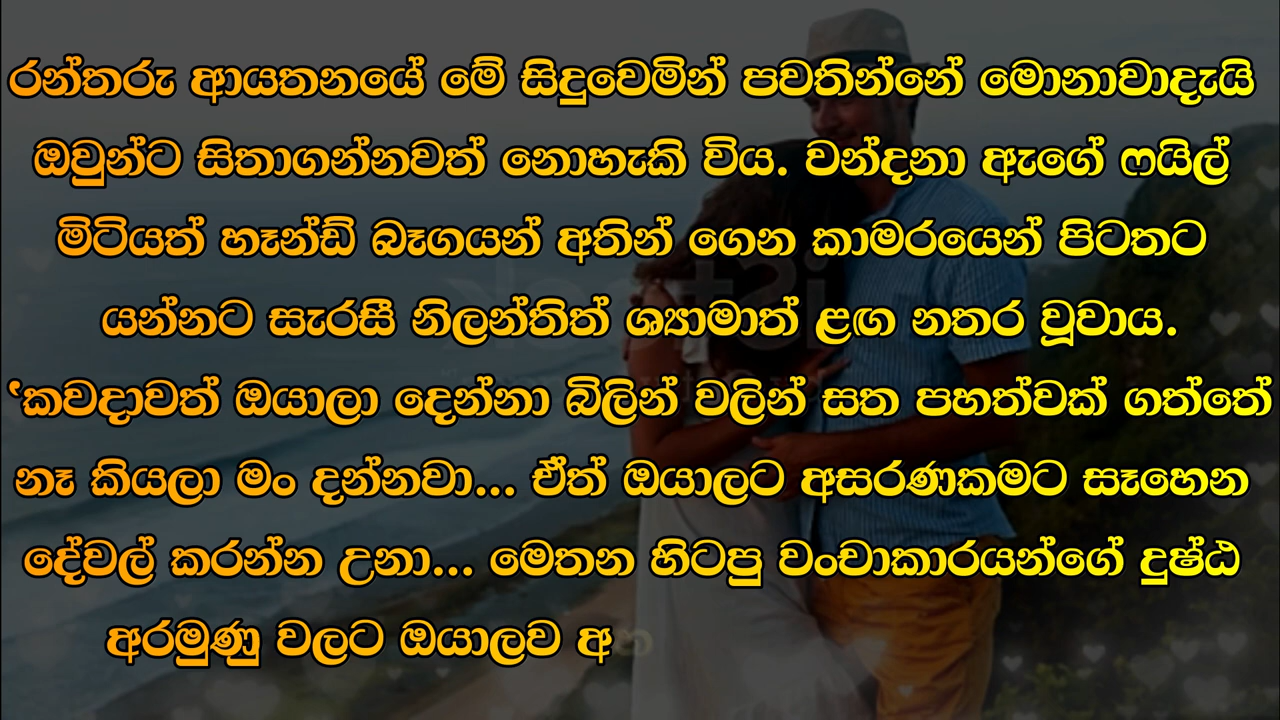 රන්තරු ආයතනයේ මේ සිදුවෙමින් පවතින්නේ මොනාවාදැයි
ඔවුන්ට සිතාගන්නවත් නොහැකි විය. වන්දනා ඇගේ ෆයිල්
මිටියත් හෑන්ඩ් බෑගයත් අතින් ගෙන කාමරයෙන් පිටතට
යන්නට සැරසී නිලන්තිත් ශ්‍යාමාත් ළඟ නතර වූවාය.
‘කවදාවත් ඔයාලා දෙන්නා බිලින් වලින් සත පහත්වක් ගත්තේ
නෑ කියලා මං දන්නවා... ඒත් ඔයාලට අසරණකමට සෑහෙන
දේවල් කරන්න උනා... මෙතන හිටපු වංචාකාරයන්ගේ දුෂ්ඨ
අරමුණු වලට ඔයාලව අ